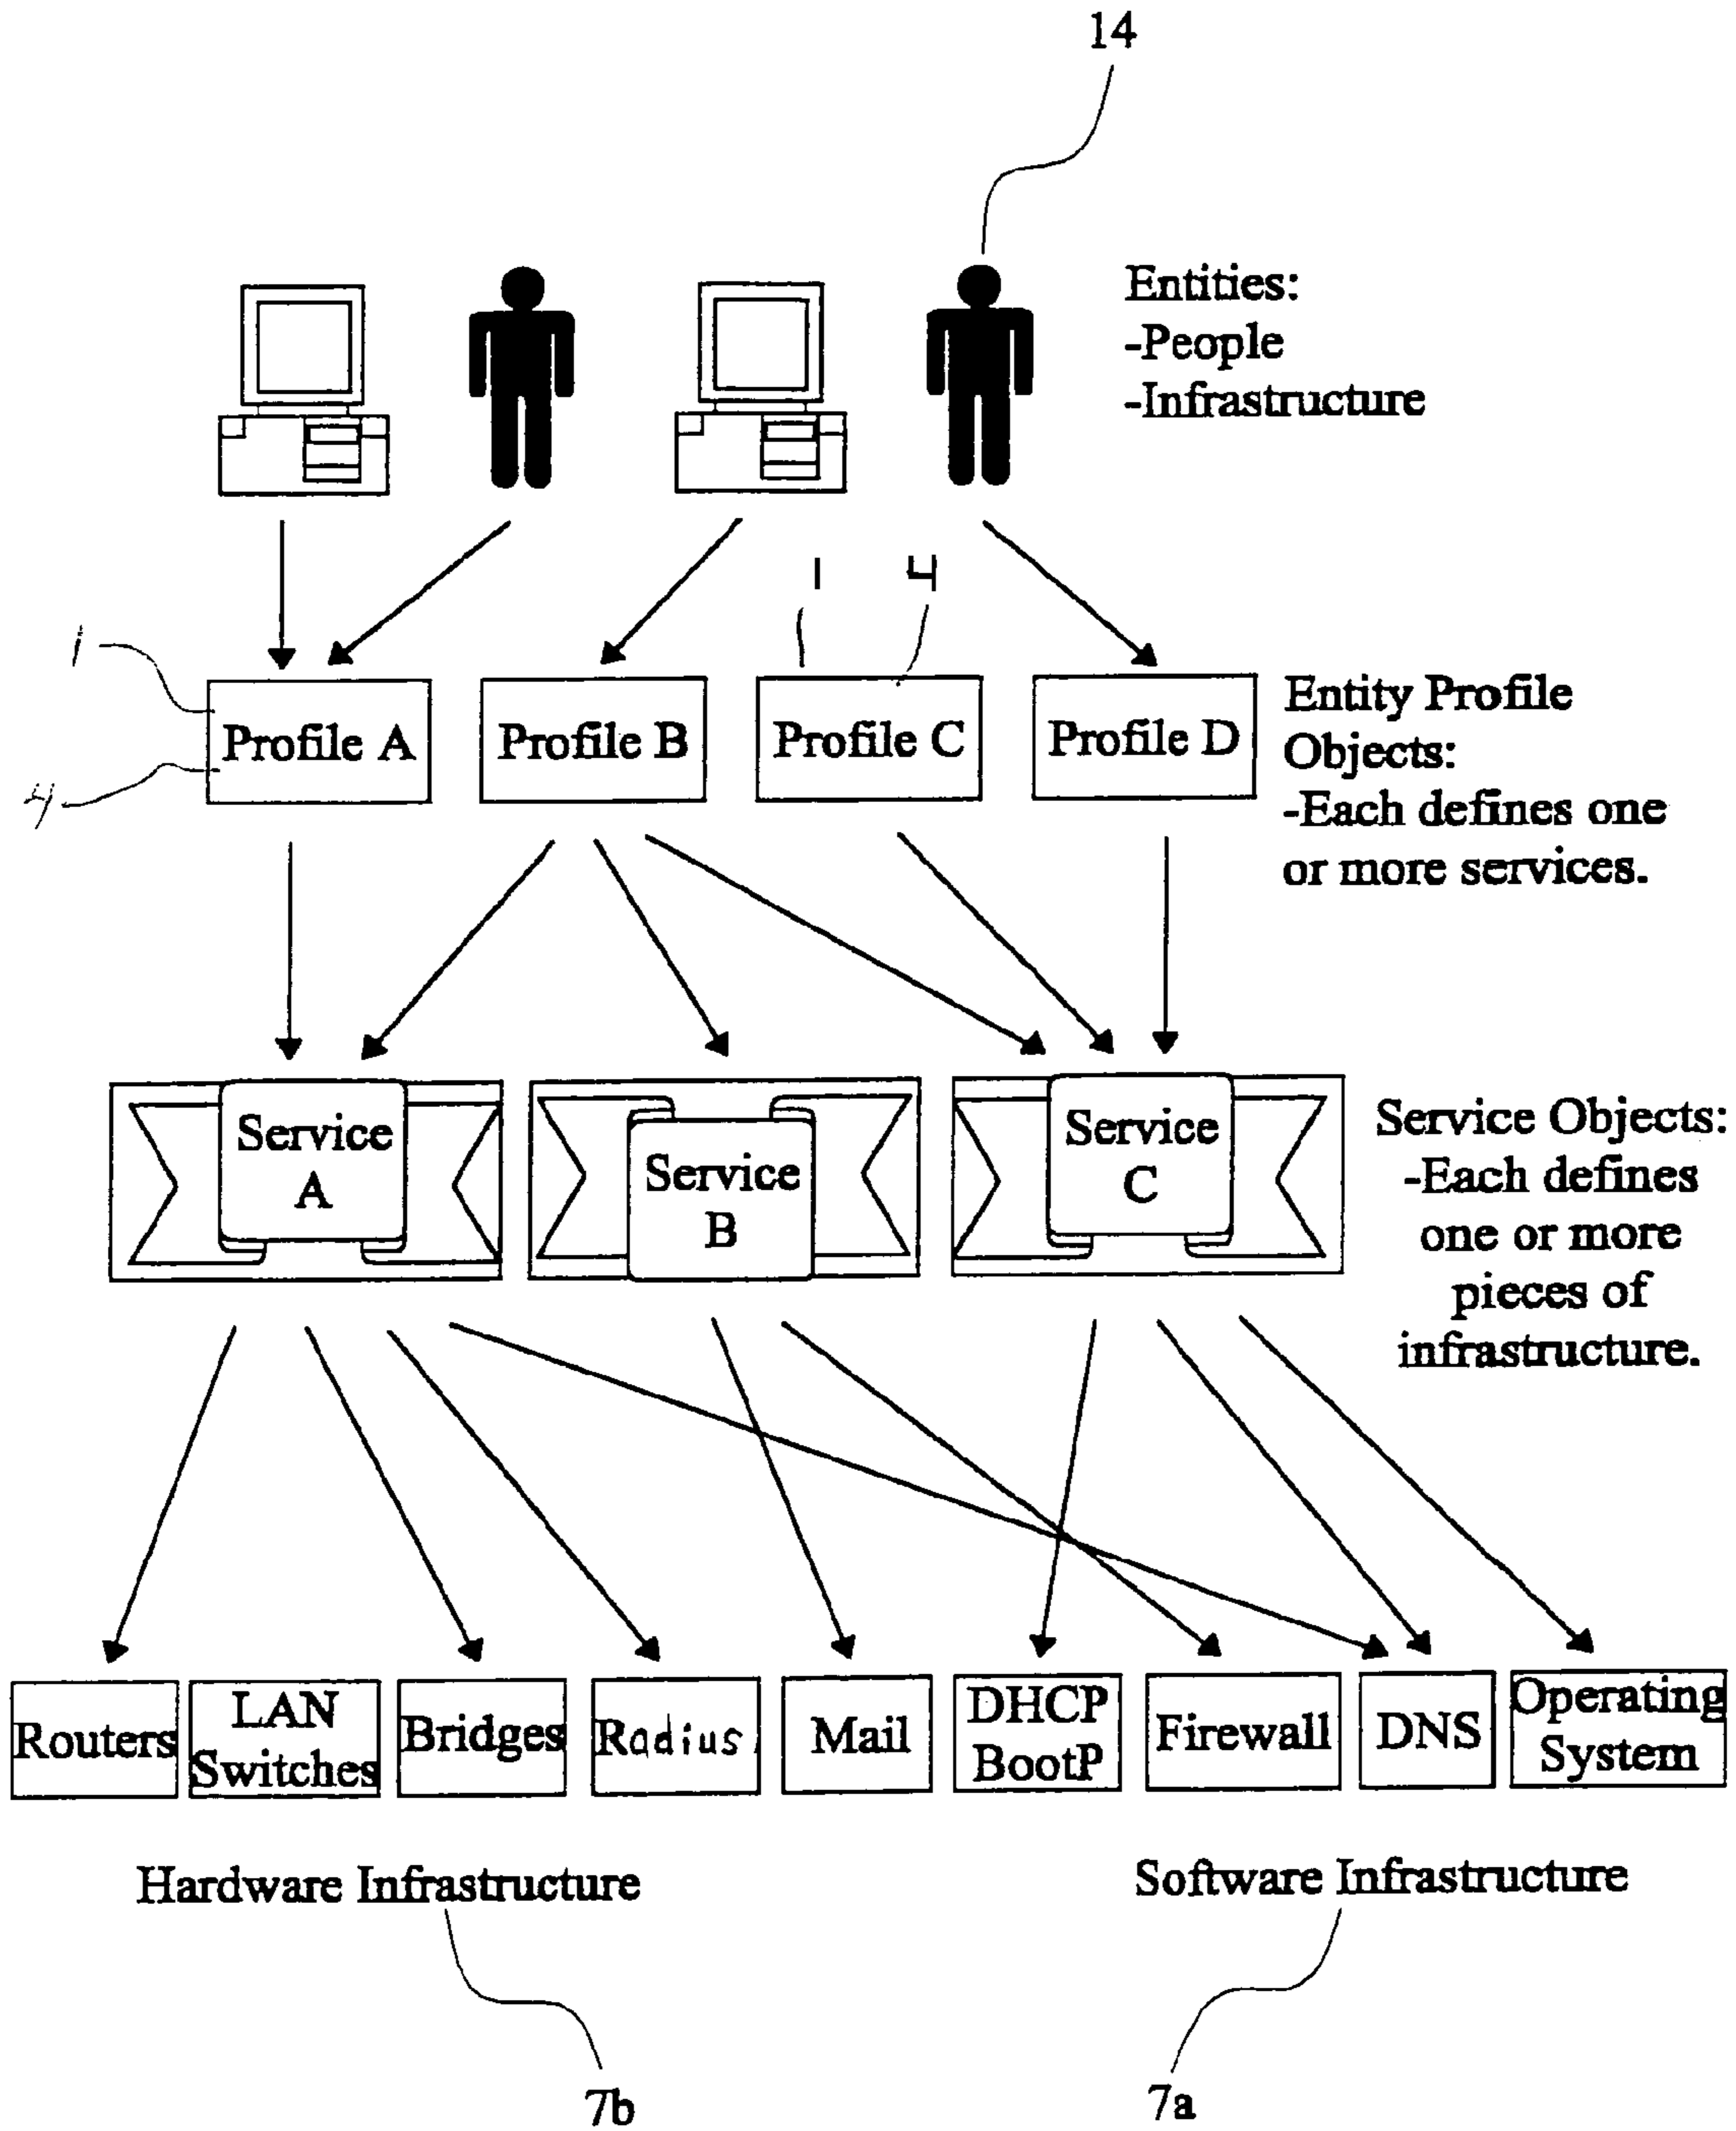 14
Entities:
-People
-Infrastructure
1 4
1
4
Profile A
Profile B
Profile C
Profile D
Entity Profile
Objects:
-Each defines one
or more services.
Service
A
Service
B
Service
C
Service Objects:
-Each defines
one or more
pieces of
infrastructure.
Routers
LAN
Switches
Bridges
Radius
Mail
DHCP
BootP
Firewall
DNS
Operating
System
Hardware Infrastructure
Software Infrastructure
7b
7a